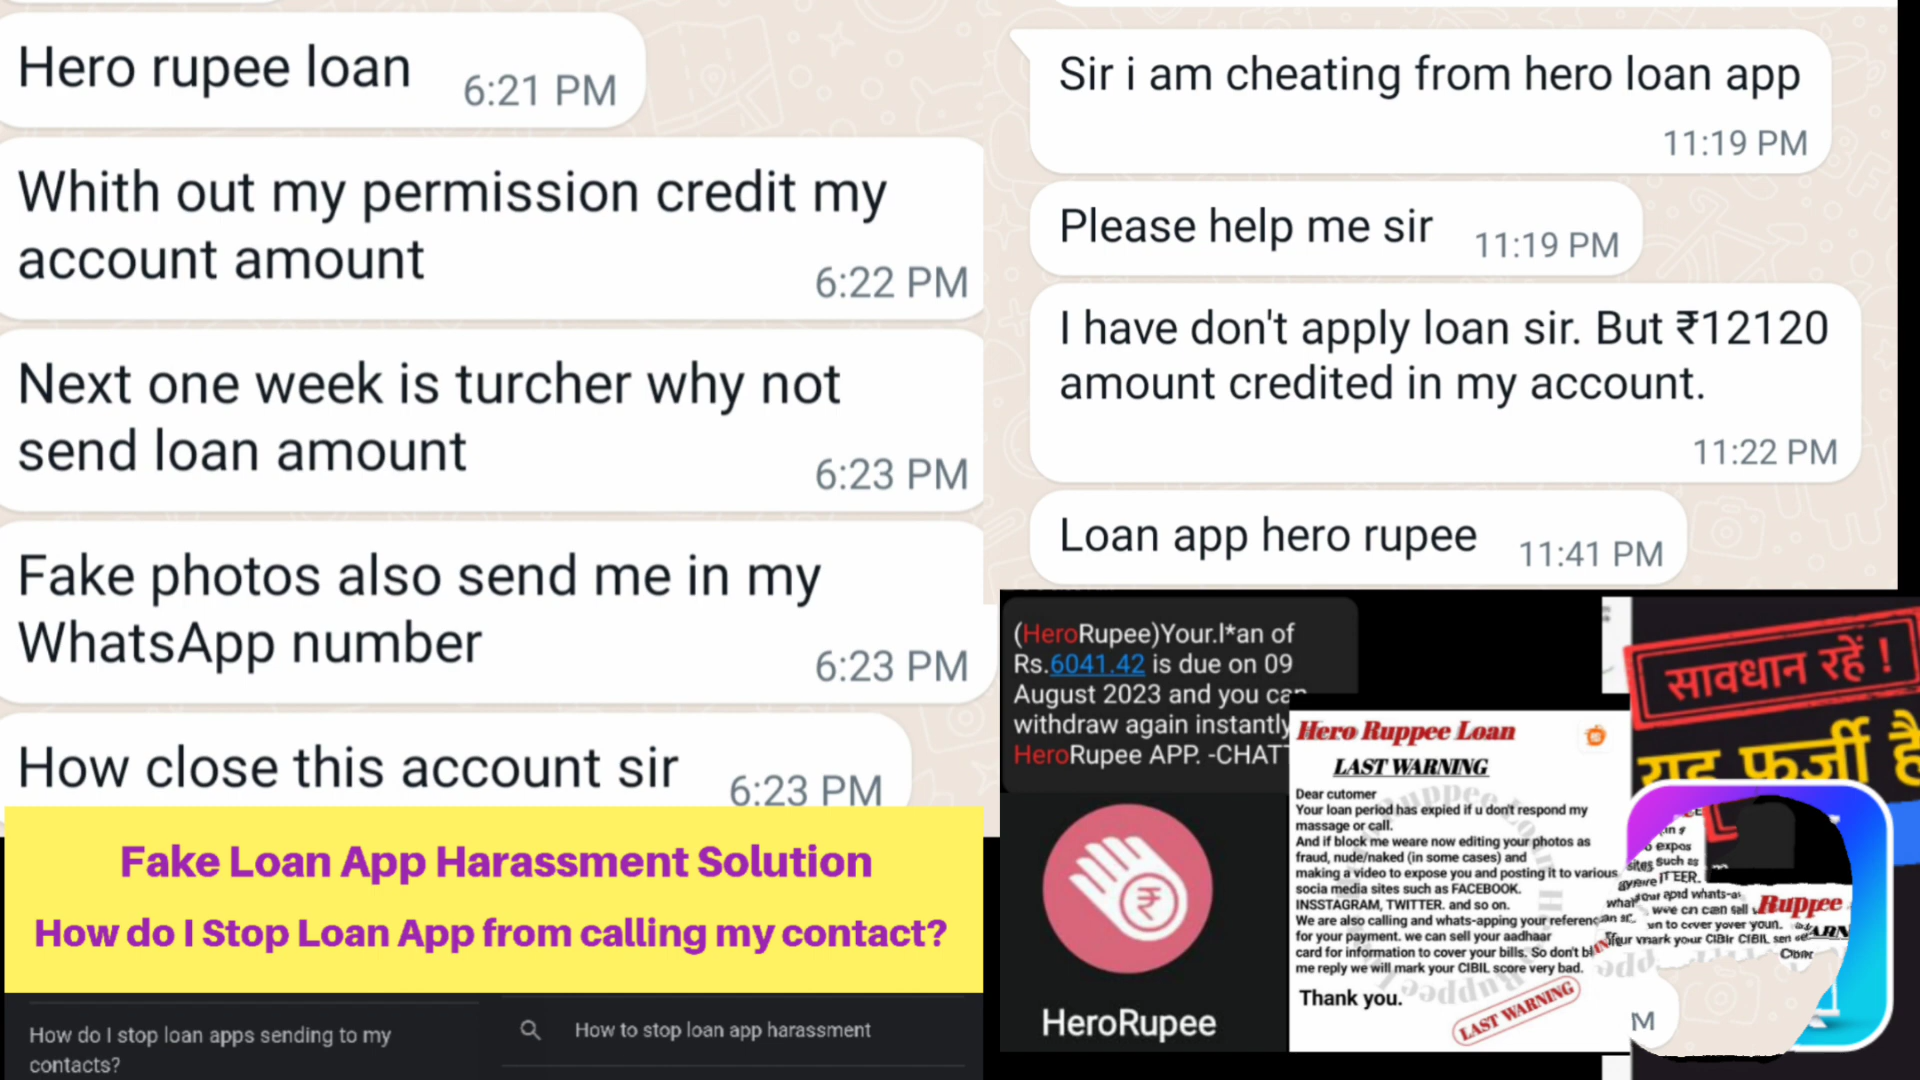 Hero rupee loan
6:21 PM
Whith out my permission credit my
account amount
6:22 PM
Next one week is turcher why not
send loan amount
6:23 PM
Fake photos also send me in my
WhatsApp number
6:23 PM
How close this account sir
6:23 PM
Fake Loan App Harassment Solution
How do I Stop Loan App from calling my contact?
How do I stop loan apps sending to my
contacts?
How to stop loan app harassment
Sir i am cheating from hero loan app
11:19 PM
Please help me sir
11:19 PM
I have don't apply loan sir. But ₹12120
amount credited in my account.
11:22 PM
Loan app hero rupee
11:41 PM
(HeroRupee)Your.l*an of
Rs.6041.42 is due on 09
August 2023 and you can
withdraw again instantly
HeroRupee APP. -CHAT
HeroRupee
Hero Ruppee Loan
LAST WARNING
Dear cutomer
Your loan period has expied if u don't respond my
massage or call.
And if block me weare now editing your photos as
fraud, nude/naked (in some cases) and
making a video to expose you and posting it to various
socia media sites such as FACEBOOK.
INSSTAGRAM, TWITTER. and so on.
We are also calling and whats-apping your referenc
for your payment. we can sell your aadhaar
card for information to cover your bills. So don't bl
me reply we will mark your CIBIL score very bad.
Thank you.
LAST WARNING
सावधान रहें !
यह फर्जी है
expos
sites such as
Ruppee
M